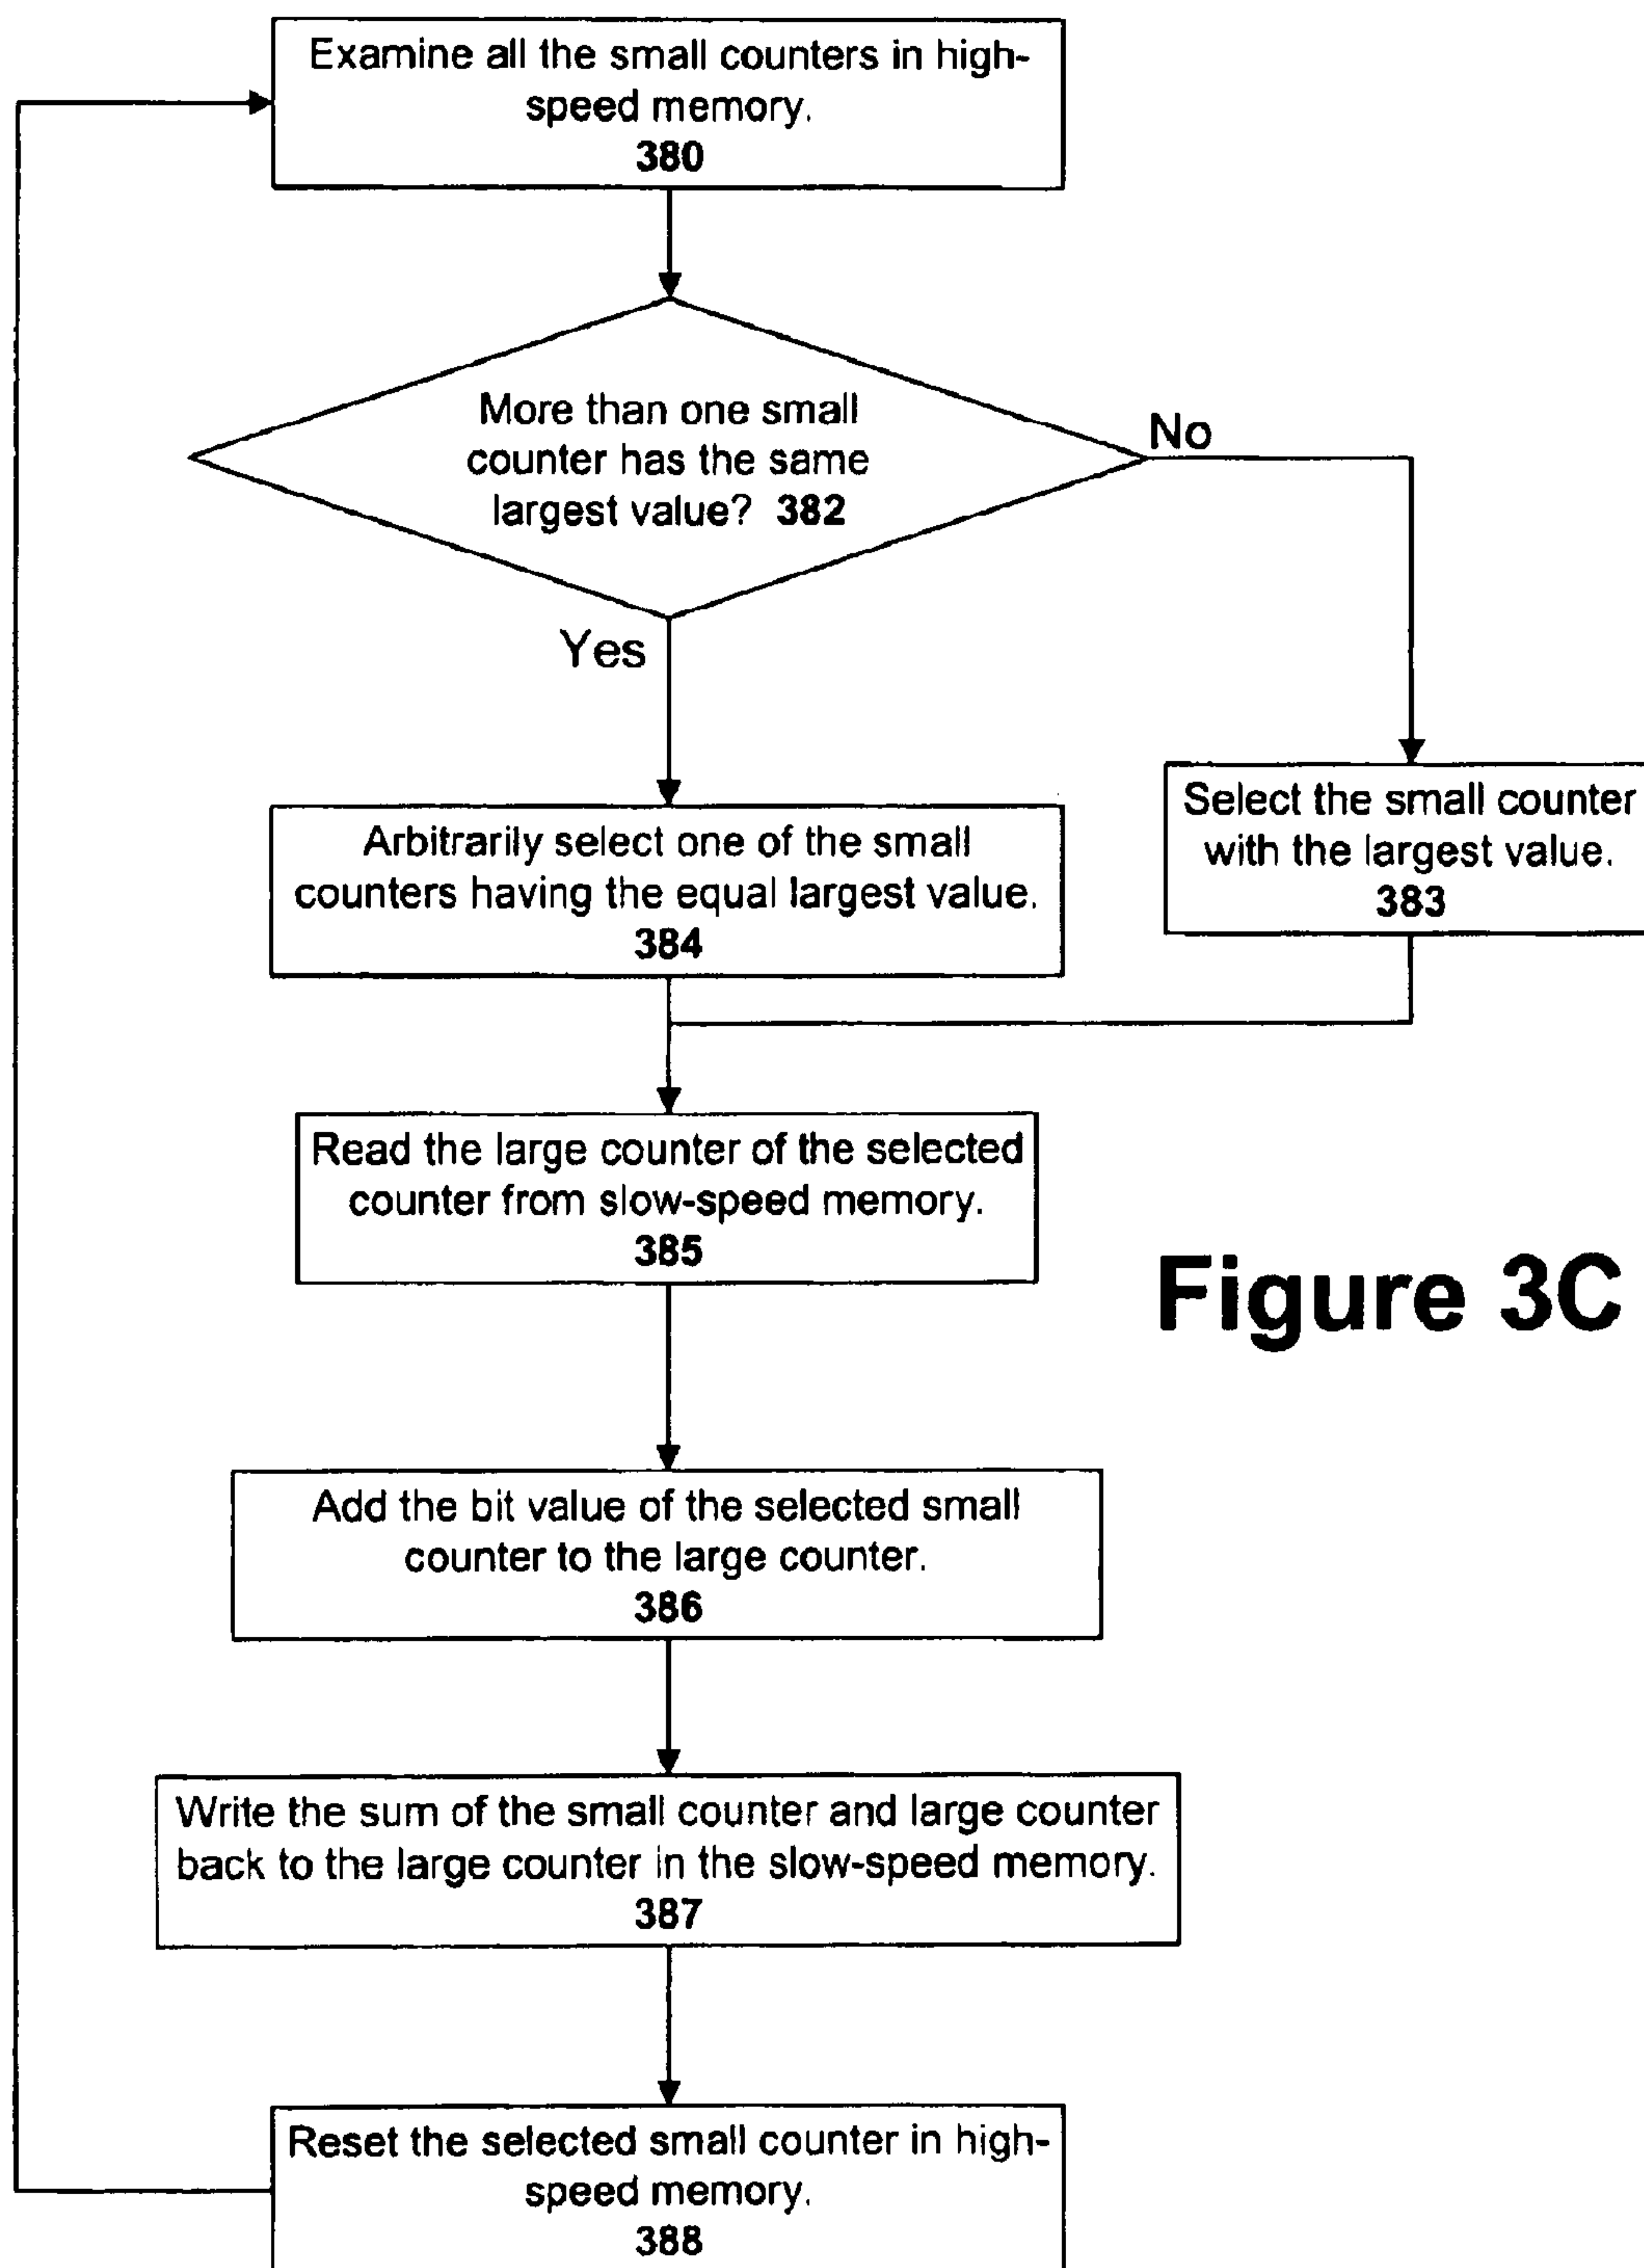 Examine all the small counters in high-
speed memory.
380
More than one small
counter has the same
largest value? 382
No
Yes
Select the small counter
with the largest value.
383
Arbitrarily select one of the small
counters having the equal largest value.
384
Read the large counter of the selected
counter from slow-speed memory.
385
Figure 3C
Add the bit value of the selected small
counter to the large counter.
386
Write the sum of the small counter and large counter
back to the large counter in the slow-speed memory.
387
Reset the selected small counter in high-
speed memory.
388